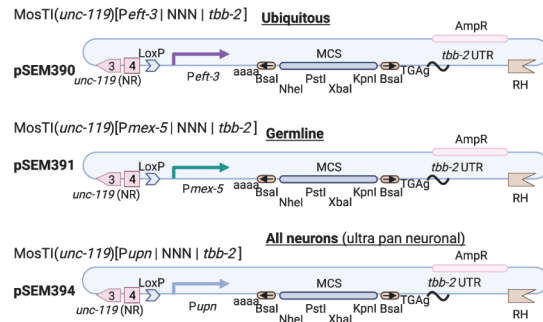 MosTI(unc-119)[Peft-3 | NNN | tbb-2] Ubiquitous
AmpR
LoxP
MCS
tbb-2 UTR
pSEM390
3 4
Peft-3
aaaa
BsaI
NheI
PstI
XbaI
KpnI
BsaI
TGAg
unc-119 (NR)
RH
MosTI(unc-119)[Pmex-5 | NNN | tbb-2] Germline
AmpR
LoxP
MCS
tbb-2 UTR
pSEM391
3 4
Pmex-5
aaaa
BsaI
NheI
PstI
XbaI
KpnI
BsaI
TGAg
unc-119 (NR)
RH
All neurons (ultra pan neuronal)
MosTI(unc-119)[Pupn | NNN | tbb-2]
AmpR
LoxP
MCS
tbb-2 UTR
pSEM394
3 4
Pupn
aaaa
BsaI
NheI
PstI
XbaI
KpnI
BsaI
TGAg
unc-119 (NR)
RH